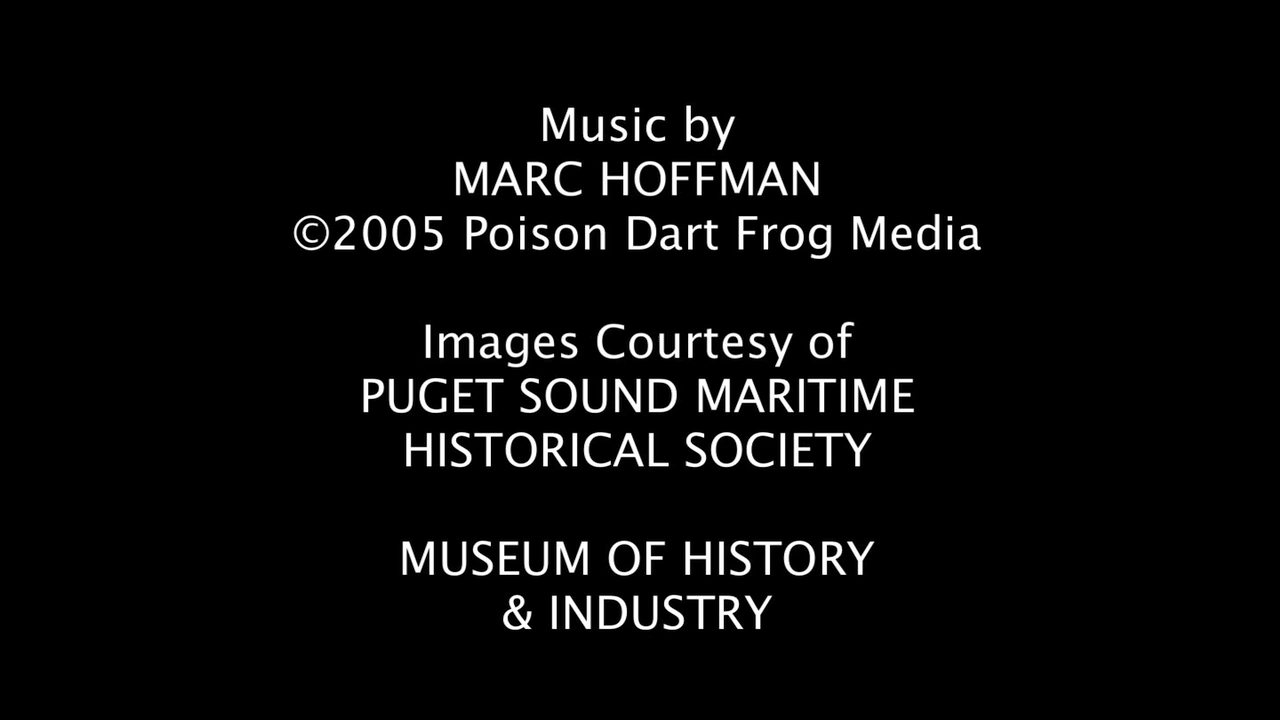 Music by
MARC HOFFMAN
©2005 Poison Dart Frog Media
Images Courtesy of
PUGET SOUND MARITIME
HISTORICAL SOCIETY
MUSEUM OF HISTORY
& INDUSTRY